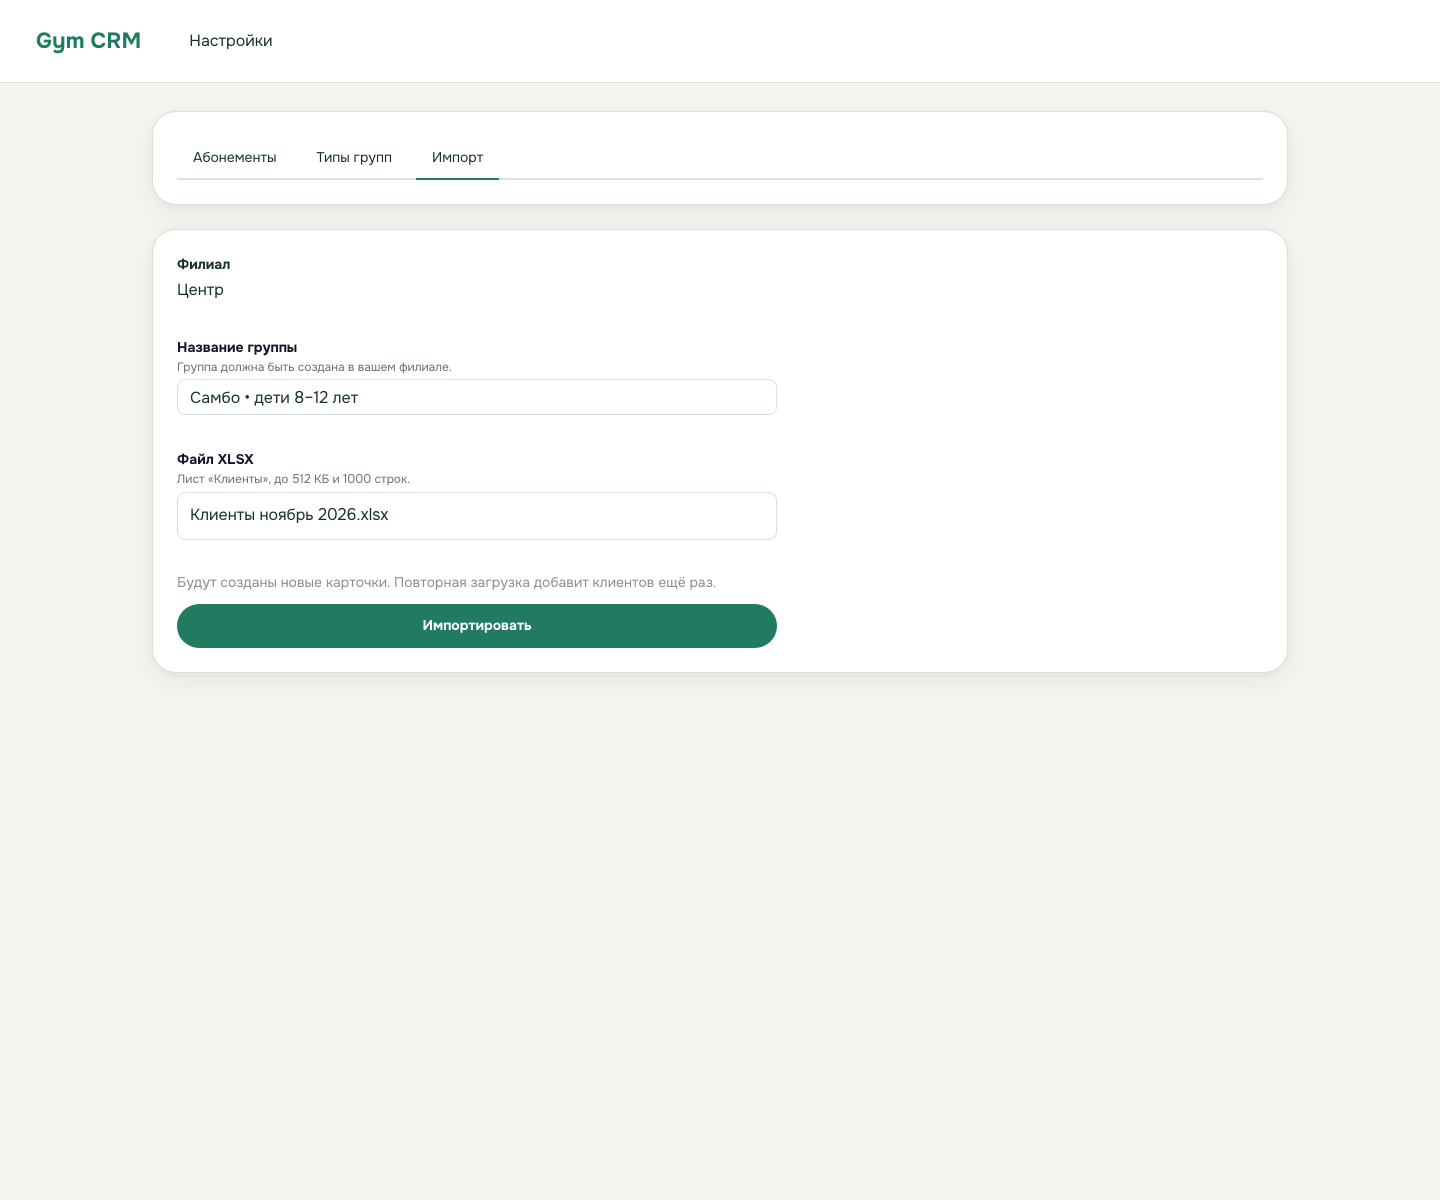 Gym CRM
Настройки
Абонементы
Типы групп
Импорт
Филиал
Центр
Название группы
Группа должна быть создана в вашем филиале.
Самбо • дети 8–12 лет
Файл XLSX
Лист «Клиенты», до 512 КБ и 1000 строк.
Клиенты ноябрь 2026.xlsx
Будут созданы новые карточки. Повторная загрузка добавит клиентов ещё раз.
Импортировать